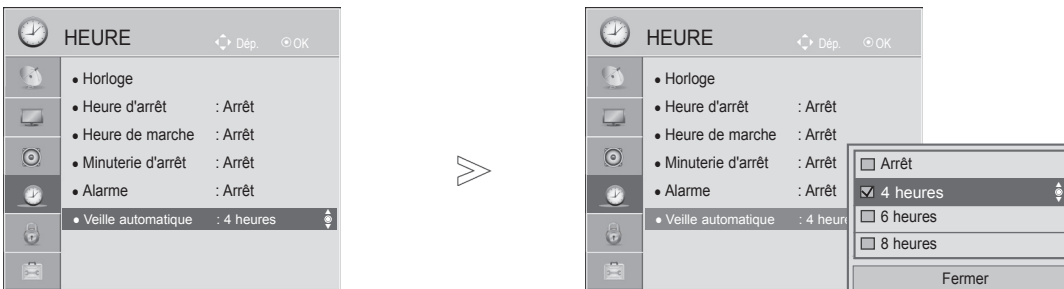 HEURE Dép. OK
• Horloge
• Heure d'arrêt : Arrêt
• Heure de marche : Arrêt
• Minuterie d'arrêt : Arrêt
• Alarme : Arrêt
• Veille automatique : 4 heures
HEURE Dép. OK
• Horloge
• Heure d'arrêt : Arrêt
• Heure de marche : Arrêt
• Minuterie d'arrêt : Arrêt
• Alarme : Arrêt
• Veille automatique : 4 heure
Arrêt
4 heures
6 heures
8 heures
Fermer